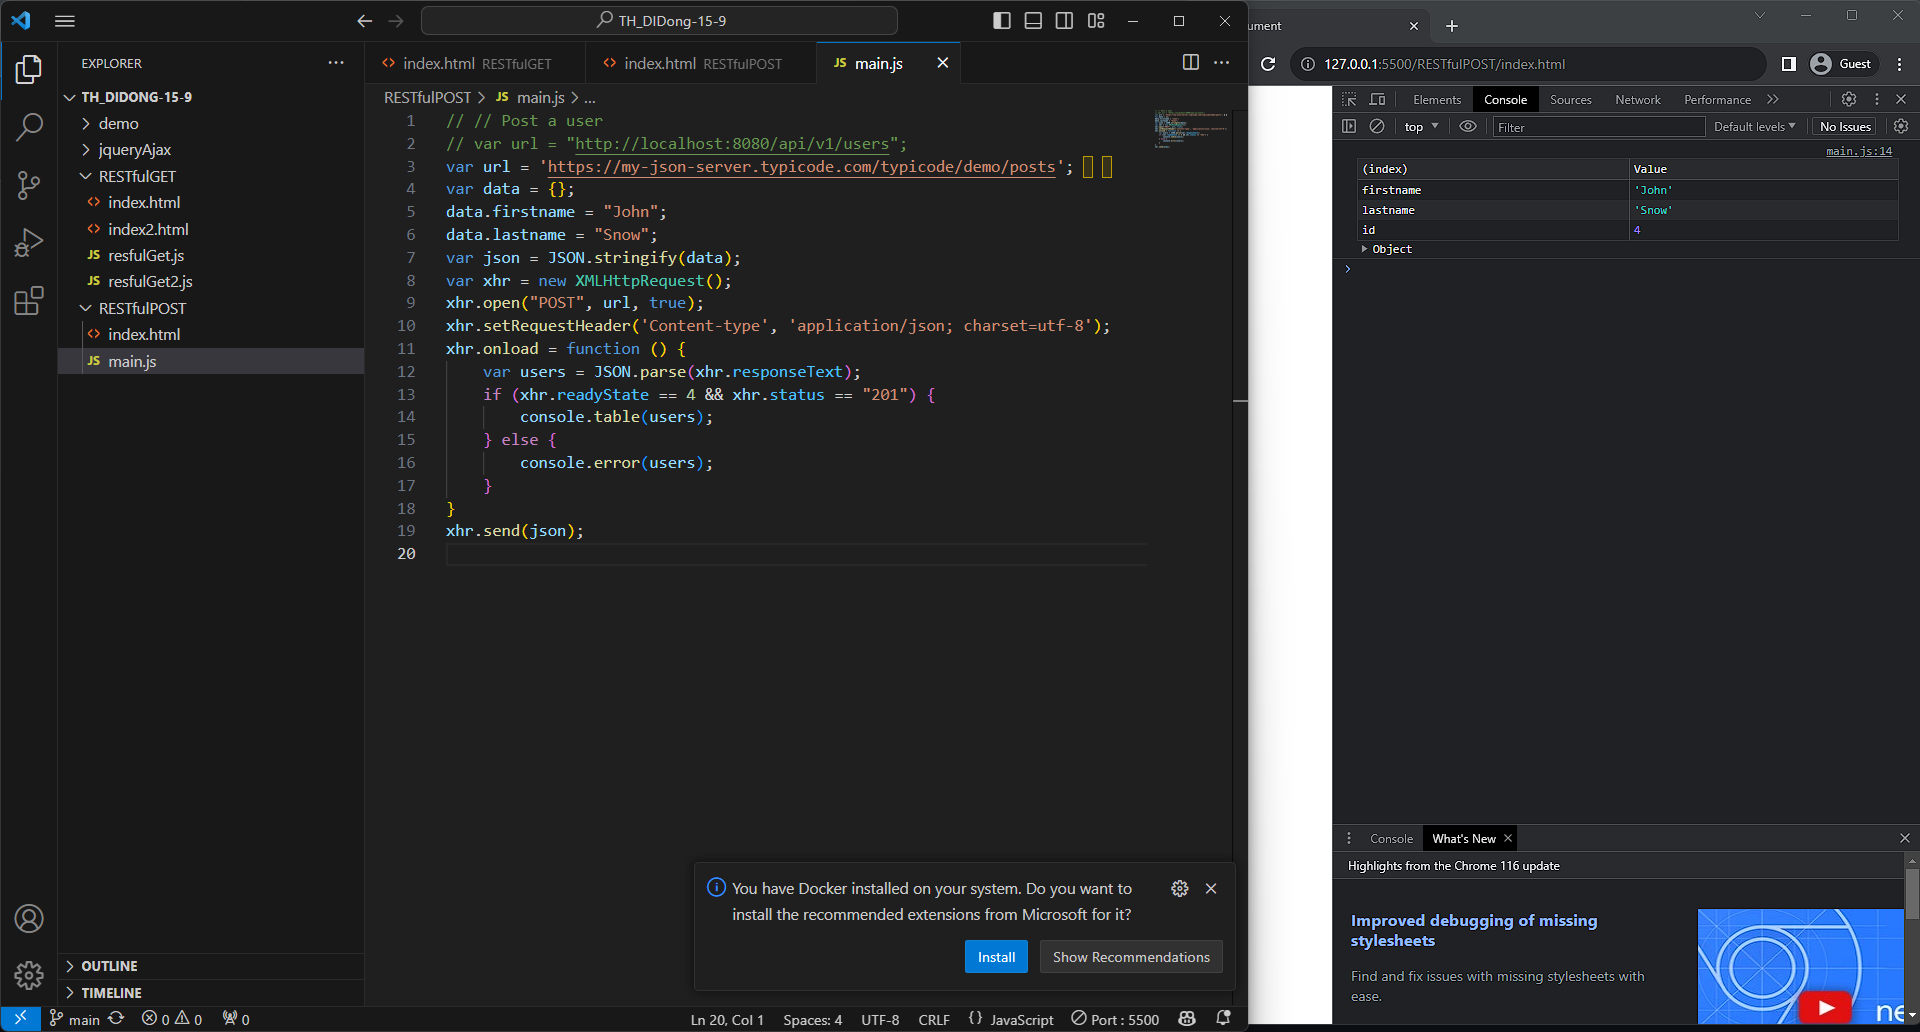 TH_DIDong-15-9
EXPLORER
TH_DIDONG-15-9
demo
jqueryAjax
RESTfulGET
index.html
index2.html
JS resfulGet.js
JS resfulGet2.js
RESTfulPOST
index.html
JS main.js
OUTLINE
TIMELINE
index.html RESTfulGET
index.html RESTfulPOST
JS main.js
RESTfulPOST > JS main.js > ...
1 // // Post a user
2 // var url = "http://localhost:8080/api/v1/users";
3 var url = 'https://my-json-server.typicode.com/typicode/demo/posts';
4 var data = {};
5 data.firstname = "John";
6 data.lastname = "Snow";
7 var json = JSON.stringify(data);
8 var xhr = new XMLHttpRequest();
9 xhr.open("POST", url, true);
10 xhr.setRequestHeader('Content-type', 'application/json; charset=utf-8');
11 xhr.onload = function () {
12 var users = JSON.parse(xhr.responseText);
13 if (xhr.readyState == 4 && xhr.status == "201") {
14 console.table(users);
15 } else {
16 console.error(users);
17 }
18 }
19 xhr.send(json);
20
You have Docker installed on your system. Do you want to
install the recommended extensions from Microsoft for it?
Install
Show Recommendations
main
0
0
0
Ln 20, Col 1
Spaces: 4
UTF-8
CRLF
{} JavaScript
Port : 5500
ument
127.0.0.1:5500/RESTfulPOST/index.html
Guest
Elements
Console
Sources
Network
Performance
top
Filter
Default levels
No Issues
main.js:14
(index) Value
firstname 'John'
lastname 'Snow'
id 4
Object
Console
What's New
Highlights from the Chrome 116 update
Improved debugging of missing
stylesheets
Find and fix issues with missing stylesheets with
ease.
ne